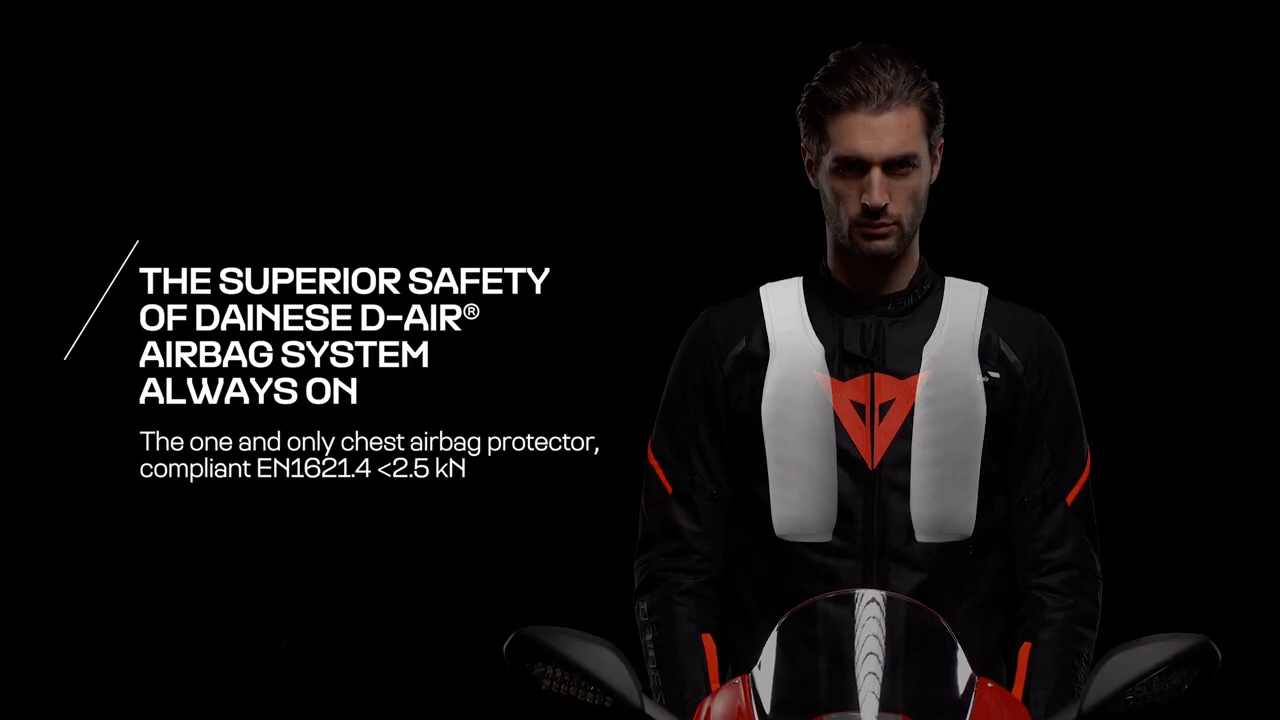 THE SUPERIOR SAFETY
OF DAINESE D-AIR®
AIRBAG SYSTEM
ALWAYS ON
The one and only chest airbag protector,
compliant EN1621.4 <2.5 kN